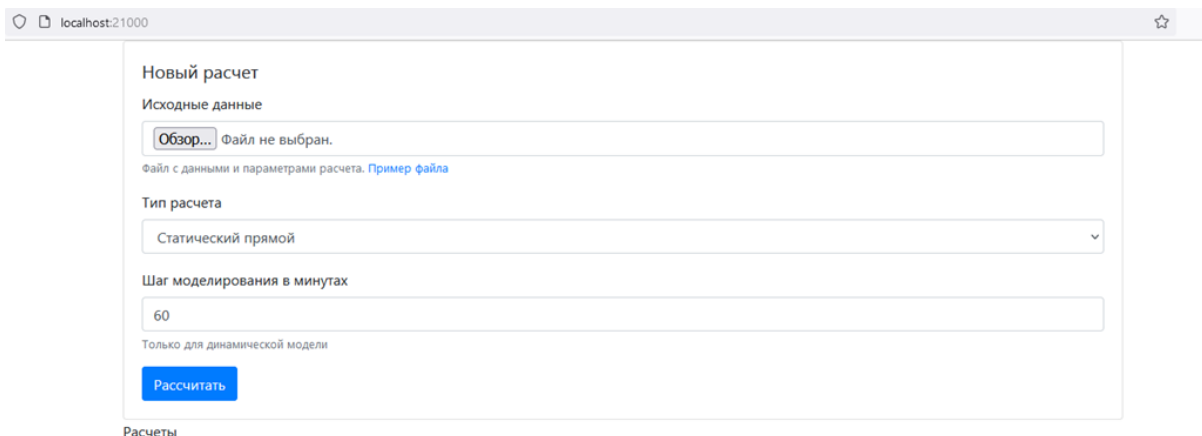 localhost:21000
Новый расчет
Исходные данные
Обзор... Файл не выбран.
Файл с данными и параметрами расчета. Пример файла
Тип расчета
Статический прямой
Шаг моделирования в минутах
60
Только для динамической модели
Рассчитать
Расчеты